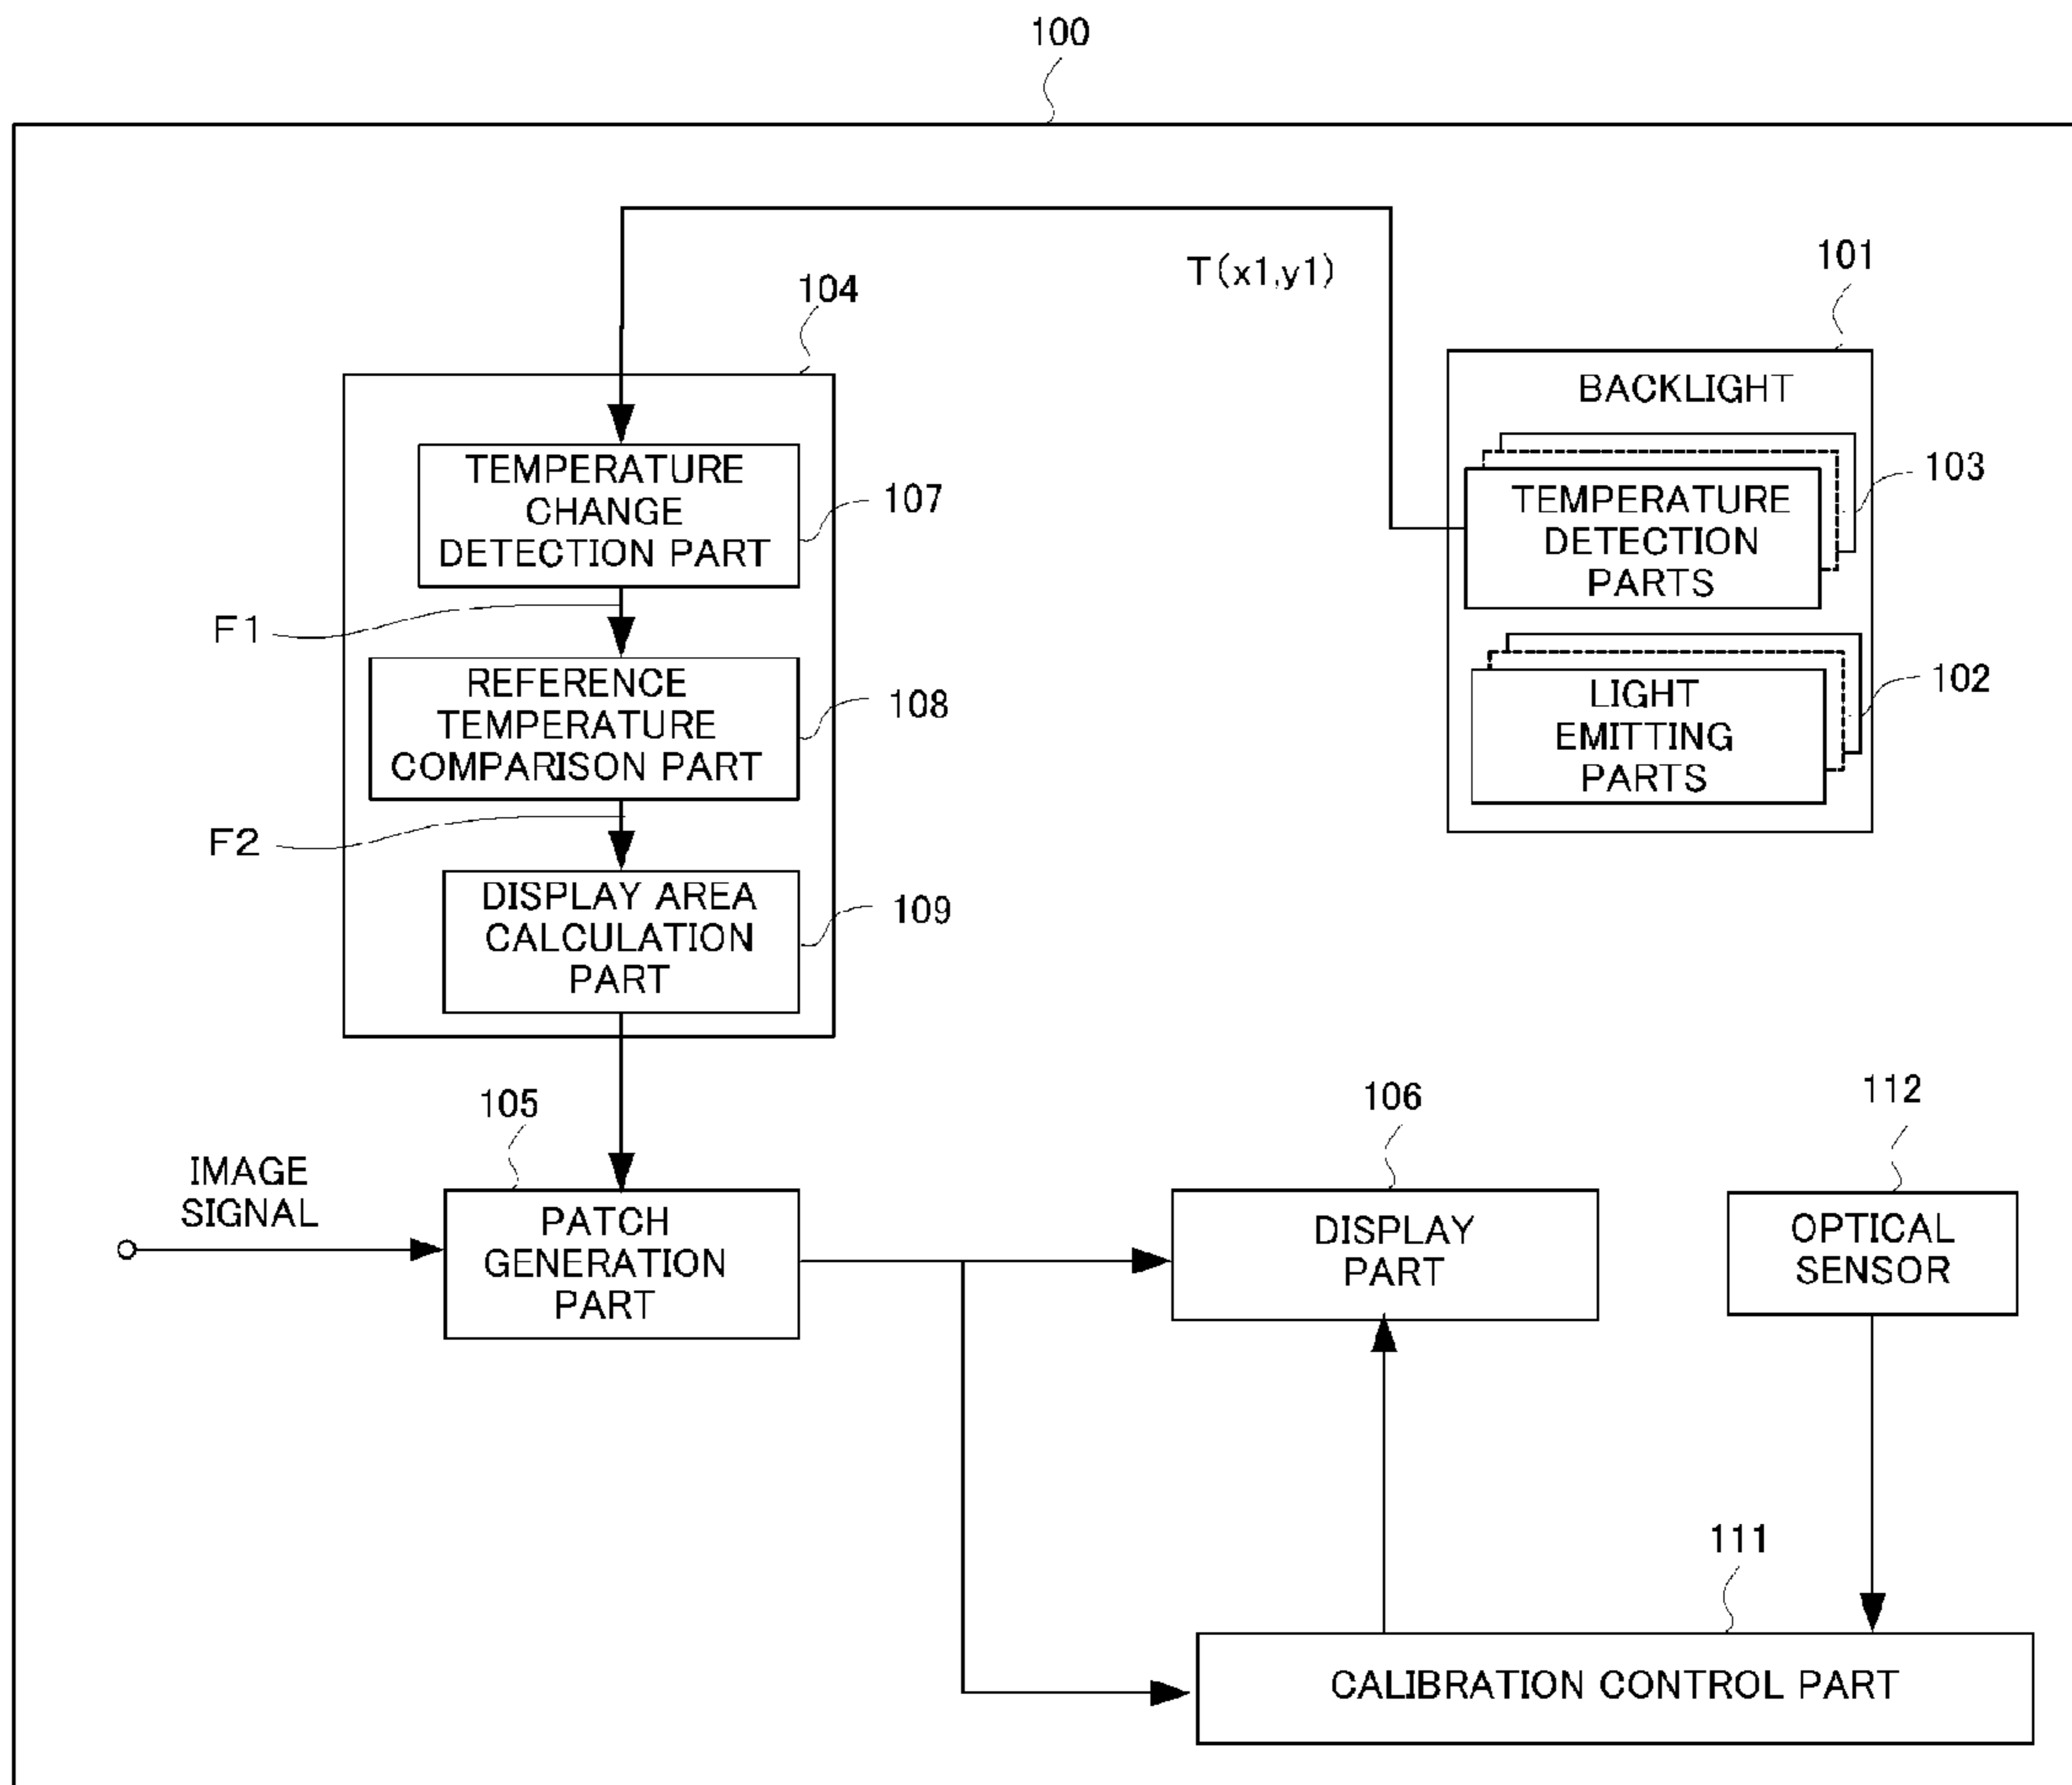 100
T(x1,y1)
101
104
BACKLIGHT
TEMPERATURE
CHANGE
DETECTION PART
107
TEMPERATURE
DETECTION
PARTS
103
F1
REFERENCE
TEMPERATURE
COMPARISON PART
108
LIGHT
EMITTING
PARTS
102
F2
DISPLAY AREA
CALCULATION
PART
109
105
106
112
IMAGE
SIGNAL
PATCH
GENERATION
PART
DISPLAY
PART
OPTICAL
SENSOR
111
CALIBRATION CONTROL PART